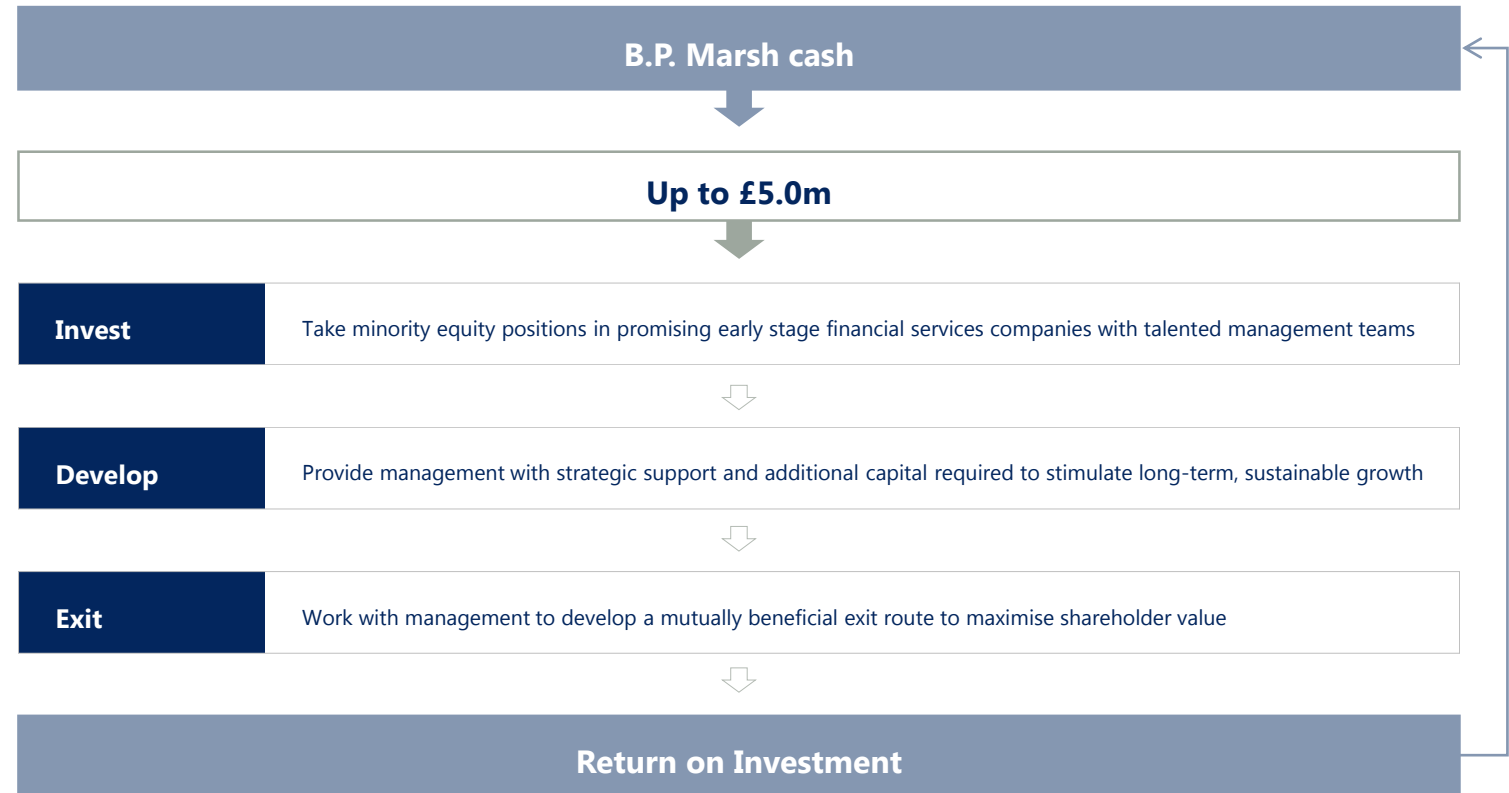 B.P. Marsh cash
Up to £5.0m
Invest
Take minority equity positions in promising early stage financial services companies with talented management teams
Develop
Provide management with strategic support and additional capital required to stimulate long-term, sustainable growth
Exit
Work with management to develop a mutually beneficial exit route to maximise shareholder value
Return on Investment